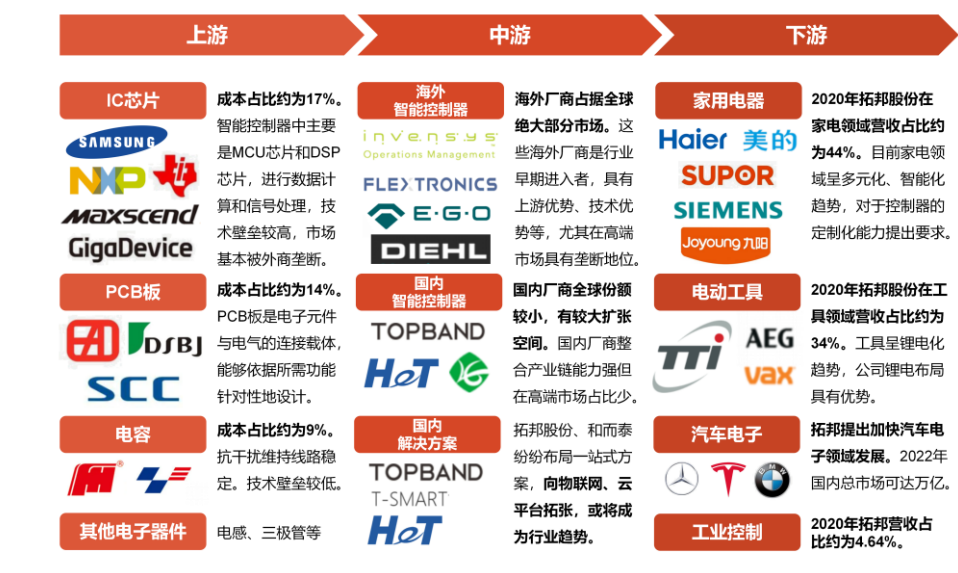 上游
中游
下游
IC芯片
SAMSUNG
NXP
maxscend
GigaDevice
成本占比约为17%。
智能控制器中主要
是MCU芯片和DSP
芯片，进行数据计
算和信号处理，技
术壁垒较高，市场
基本被外商垄断。
PCB板
DSBJ
SCC
成本占比约为14%。
PCB板是电子元件
与电气的连接载体，
能够依据所需功能
针对性地设计。
电容
成本占比约为9%。
抗干扰维持线路稳
定。技术壁垒较低。
其他电子器件
电感、三极管等
海外
智能控制器
invensys
Operations Management
FLEXTRONICS
E·G·O
DIEHL
海外厂商占据全球
绝大部分市场。这
些海外厂商是行业
早期进入者，具有
上游优势、技术优
势等，尤其在高端
市场具有垄断地位。
国内
智能控制器
TOPBAND
HeT
国内厂商全球份额
较小，有较大扩张
空间。国内厂商整
合产业链能力强但
在高端市场占比少。
国内
解决方案
TOPBAND
T-SMART
HeT
拓邦股份、和而泰
纷纷布局一站式方
案，向物联网、云
平台拓张，或将成
为行业趋势。
家用电器
Haier 美的
SUPOR
SIEMENS
Joyoung 九阳
2020年拓邦股份在
家电领域营收占比约
为44%。目前家电领
域呈多元化、智能化
趋势，对于控制器的
定制化能力提出要求。
电动工具
TTi
AEG
vax
2020年拓邦股份在工
具领域营收占比约为
34%。工具呈锂电化
趋势，公司锂电布局
具有优势。
汽车电子
BMW
拓邦提出加快汽车电
子领域发展。2022年
国内总市场可达万亿。
工业控制
2020年拓邦营收占
比约为4.64%。